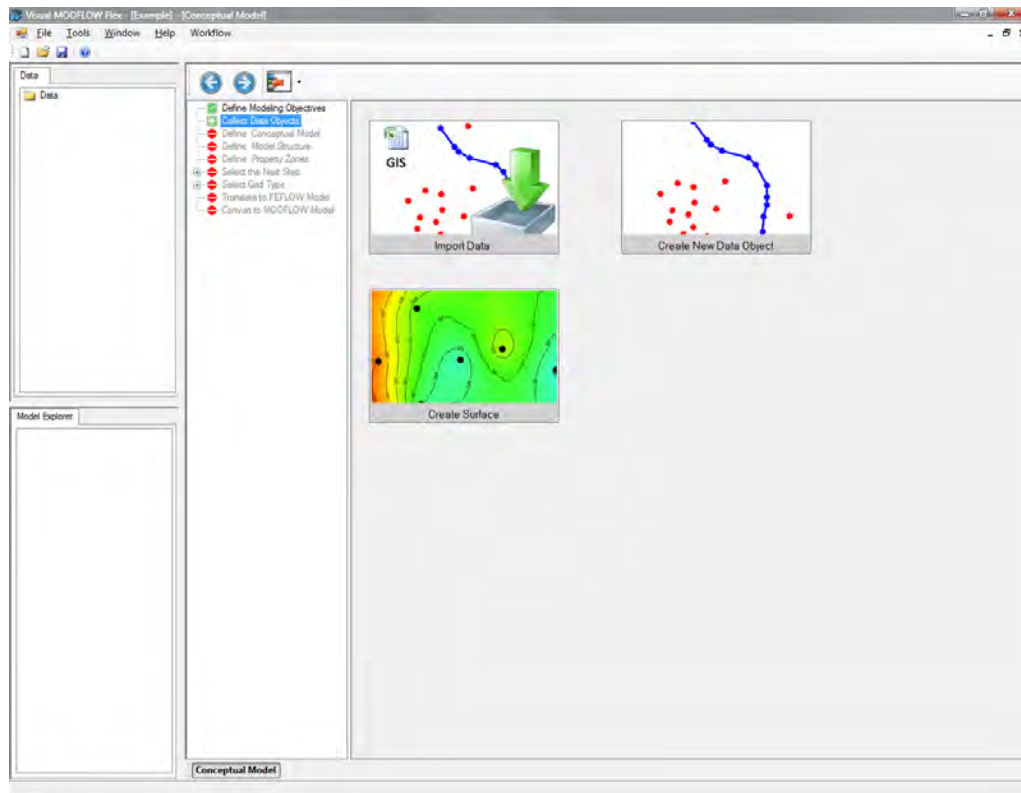 Visual MODFLOW Flex - [Example] - [Conceptual Model]
File Tools Window Help Workflow
Data
Data
Define Modeling Objectives
Collect Data Objects
Define Conceptual Model
Define Model Structure
Define Property Zones
Select the Next Step
Select Grid Type
Translate to FEFLOW Model
Convert to MODFLOW Model
GIS
Import Data
Create New Data Object
Create Surface
Model Explorer
Conceptual Model